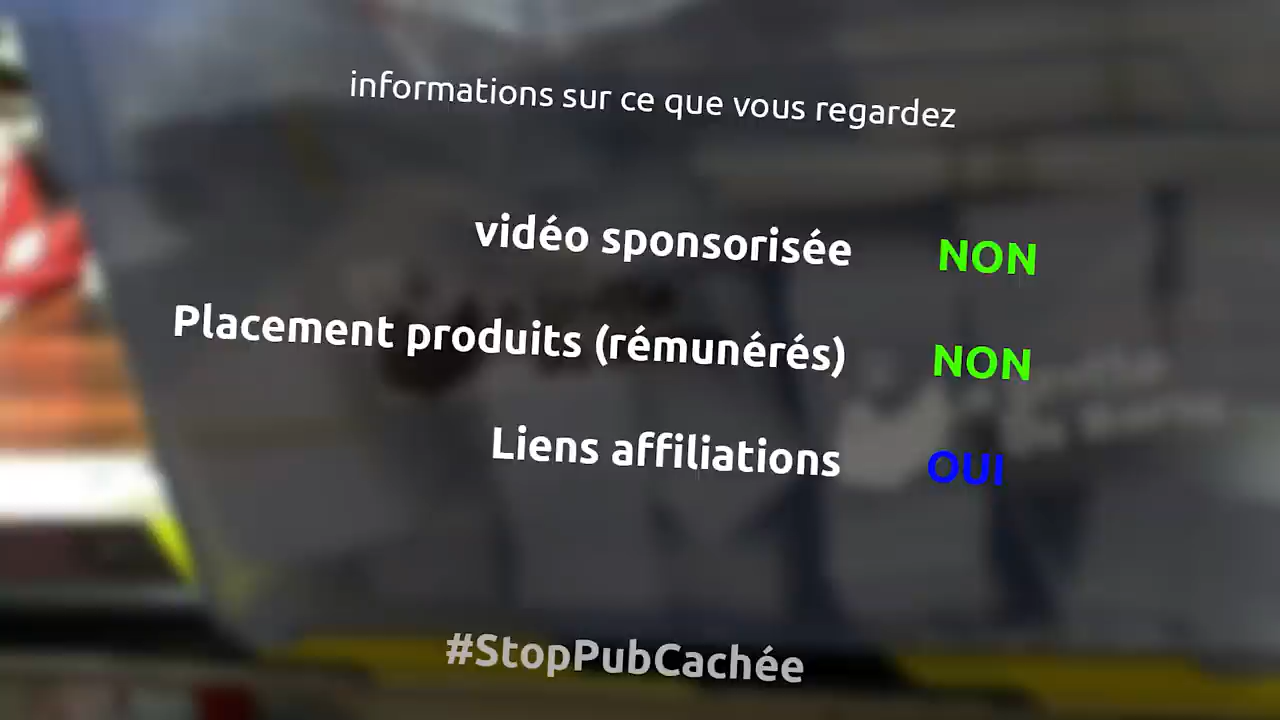 informations sur ce que vous regardez
vidéo sponsorisée NON
Placement produits (rémunérés) NON
Liens affiliations OUI
#StopPubCachée